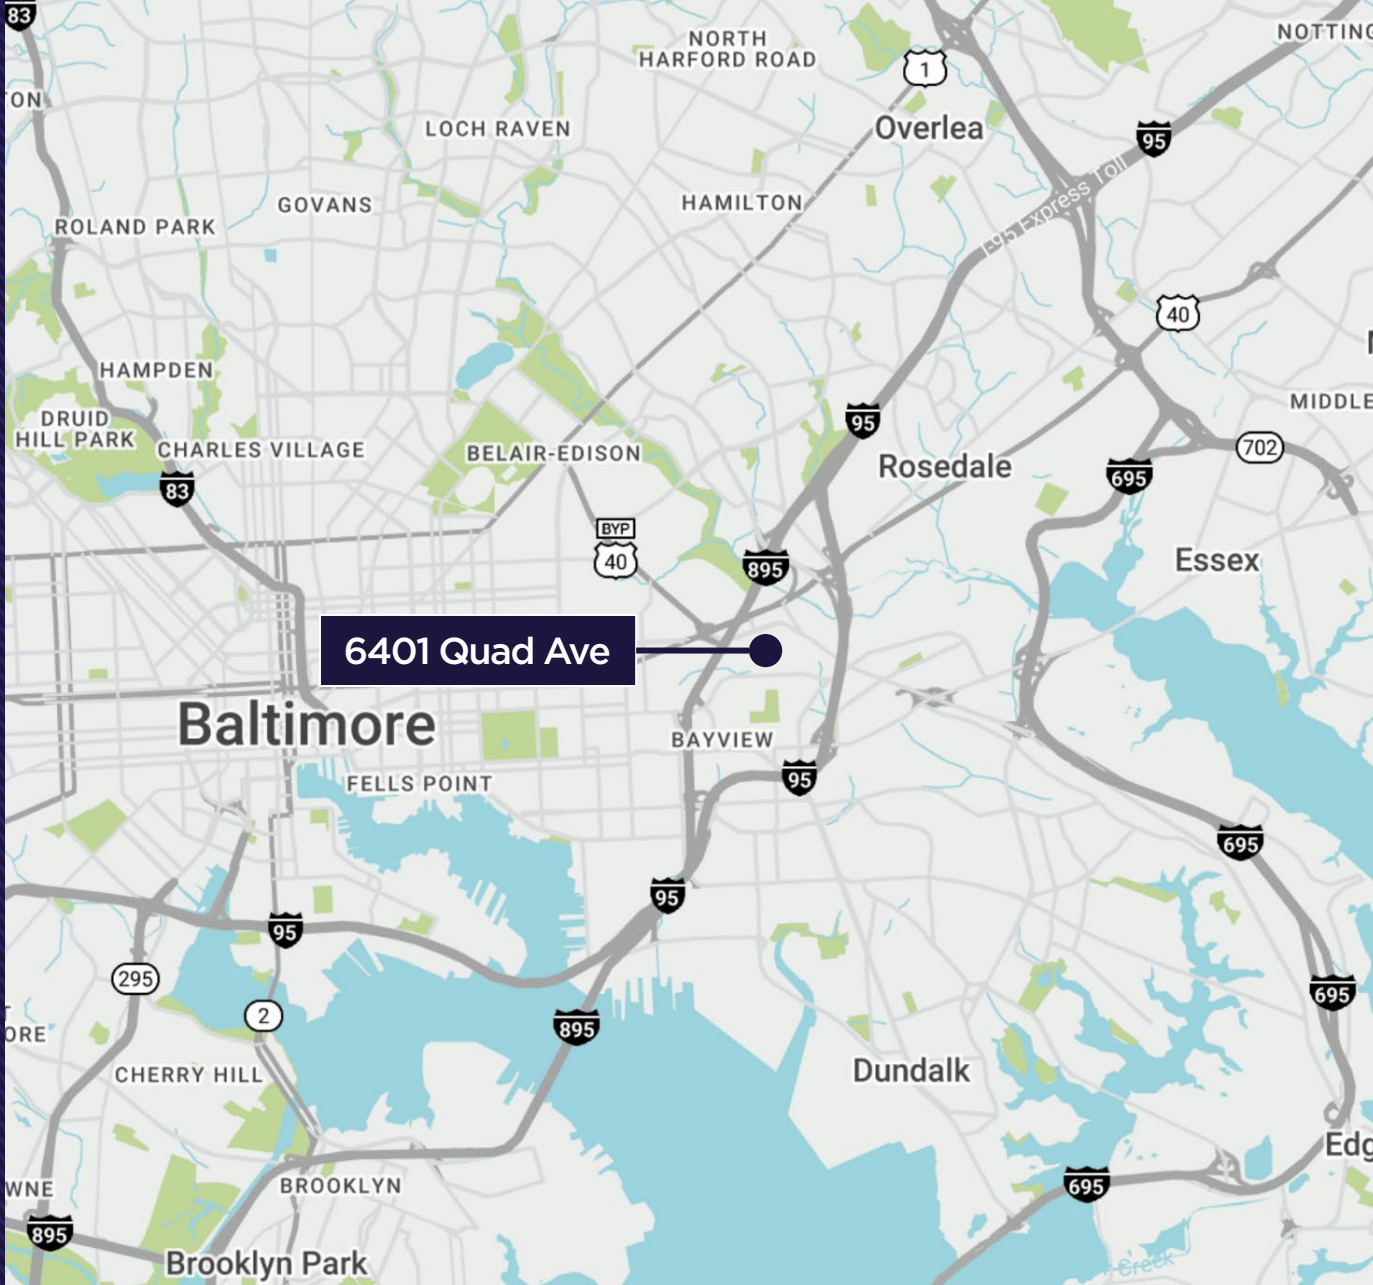 83
NORTH
HARFORD ROAD
1
NOTTING
ON
LOCH RAVEN
Overlea
95
I-95 Express Toll
GOVANS
HAMILTON
ROLAND PARK
40
HAMPDEN
MIDDLE
DRUID
HILL PARK
CHARLES VILLAGE
BELAIR-EDISON
95
Rosedale
702
695
83
BYP
40
895
Essex
6401 Quad Ave
Baltimore
BAYVIEW
FELLS POINT
95
695
95
95
295
695
2
895
ORE
CHERRY HILL
Dundalk
Edg
WNE
BROOKLYN
695
895
Brooklyn Park
Creek